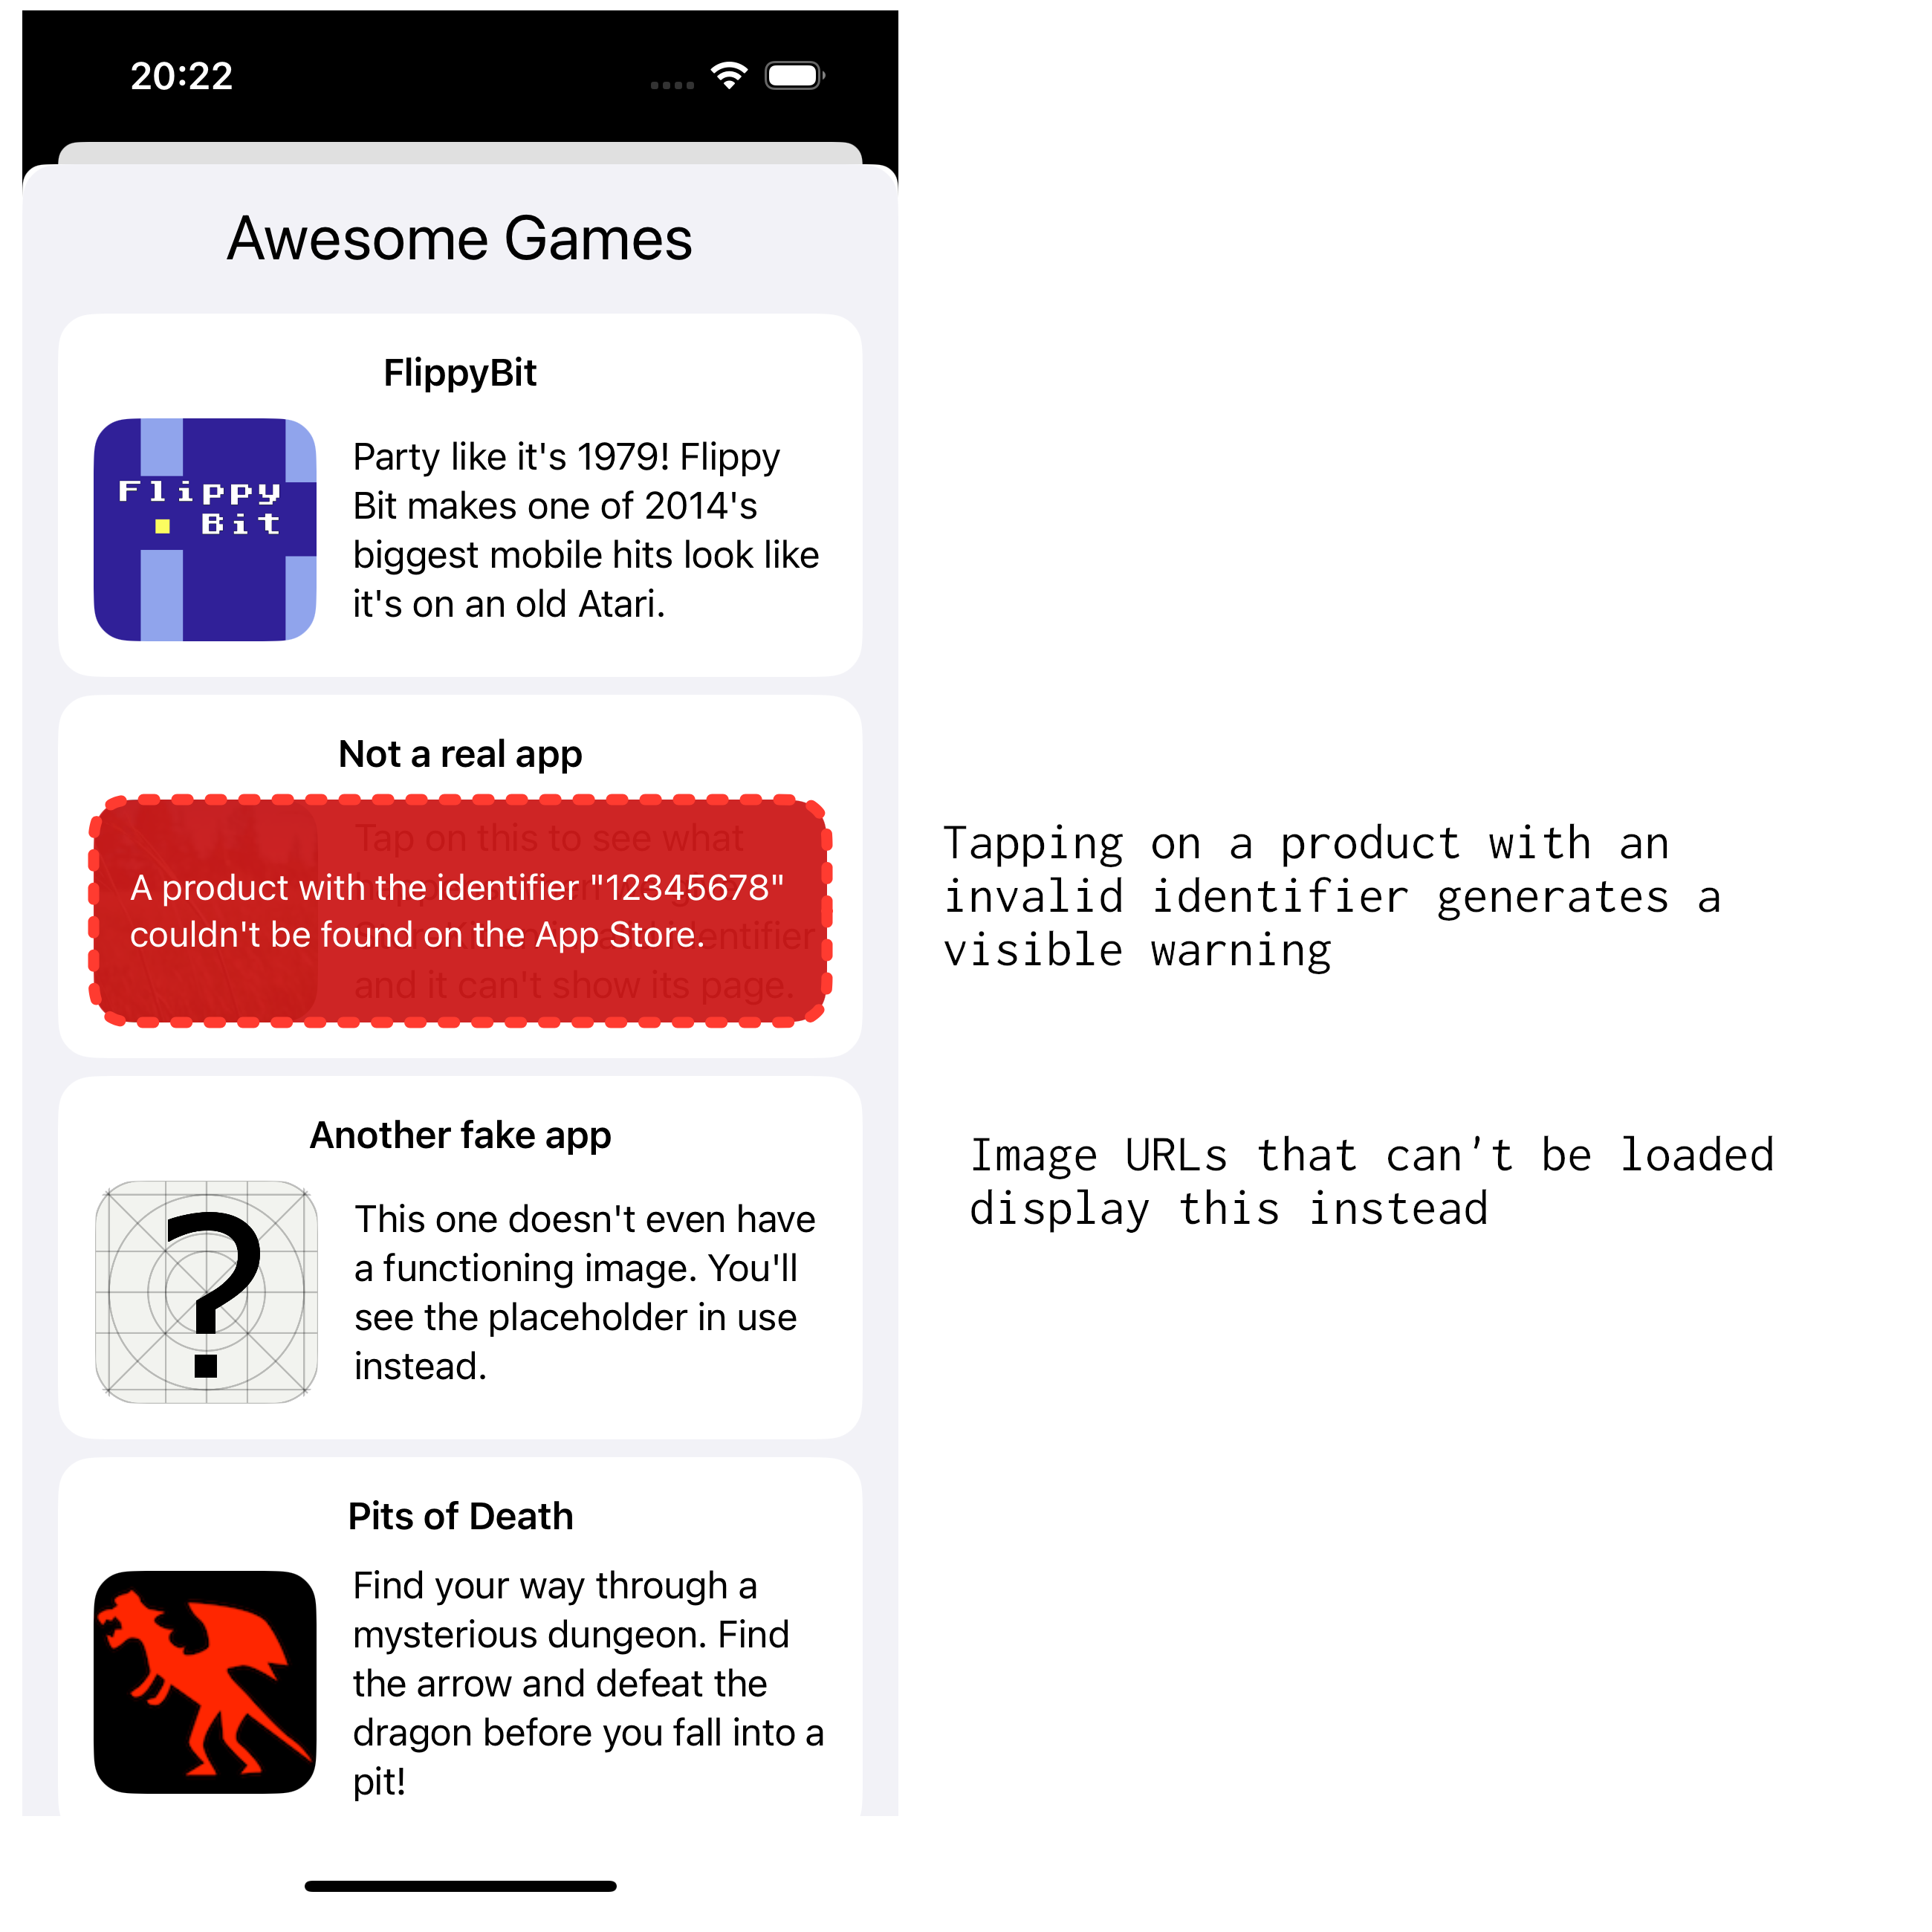 20:22
Awesome Games
FlippyBit
Flippy
Bit
Party like it's 1979! Flippy
Bit makes one of 2014's
biggest mobile hits look like
it's on an old Atari.
Not a real app
Tap on this to see what
A product with the identifier "12345678"
couldn't be found on the App Store.
identifier
and it can't show its page.
Tapping on a product with an
invalid identifier generates a
visible warning
Another fake app
?
This one doesn't even have
a functioning image. You'll
see the placeholder in use
instead.
Image URLs that can't be loaded
display this instead
Pits of Death
Find your way through a
mysterious dungeon. Find
the arrow and defeat the
dragon before you fall into a
pit!